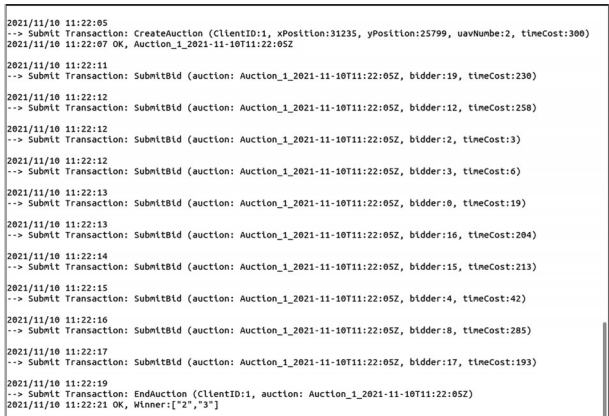 2021/11/10 11:22:05
--> Submit Transaction: CreateAuction (ClientID:1, xPosition:31235, yPosition:25799, uavNumbe:2, timeCost:300)
2021/11/10 11:22:07 OK, Auction_1_2021-11-10T11:22:05Z
2021/11/10 11:22:11
--> Submit Transaction: SubmitBid (auction: Auction_1_2021-11-10T11:22:05Z, bidder:19, timeCost:230)
2021/11/10 11:22:12
--> Submit Transaction: SubmitBid (auction: Auction_1_2021-11-10T11:22:05Z, bidder:12, timeCost:258)
2021/11/10 11:22:12
--> Submit Transaction: SubmitBid (auction: Auction_1_2021-11-10T11:22:05Z, bidder:2, timeCost:3)
2021/11/10 11:22:12
--> Submit Transaction: SubmitBid (auction: Auction_1_2021-11-10T11:22:05Z, bidder:3, timeCost:6)
2021/11/10 11:22:13
--> Submit Transaction: SubmitBid (auction: Auction_1_2021-11-10T11:22:05Z, bidder:0, timeCost:19)
2021/11/10 11:22:13
--> Submit Transaction: SubmitBid (auction: Auction_1_2021-11-10T11:22:05Z, bidder:16, timeCost:204)
2021/11/10 11:22:14
--> Submit Transaction: SubmitBid (auction: Auction_1_2021-11-10T11:22:05Z, bidder:15, timeCost:213)
2021/11/10 11:22:15
--> Submit Transaction: SubmitBid (auction: Auction_1_2021-11-10T11:22:05Z, bidder:4, timeCost:42)
2021/11/10 11:22:16
--> Submit Transaction: SubmitBid (auction: Auction_1_2021-11-10T11:22:05Z, bidder:8, timeCost:285)
2021/11/10 11:22:17
--> Submit Transaction: SubmitBid (auction: Auction_1_2021-11-10T11:22:05Z, bidder:17, timeCost:193)
2021/11/10 11:22:19
--> Submit Transaction: EndAuction (ClientID:1, auction: Auction_1_2021-11-10T11:22:05Z)
2021/11/10 11:22:21 OK, Winner:["2","3"]